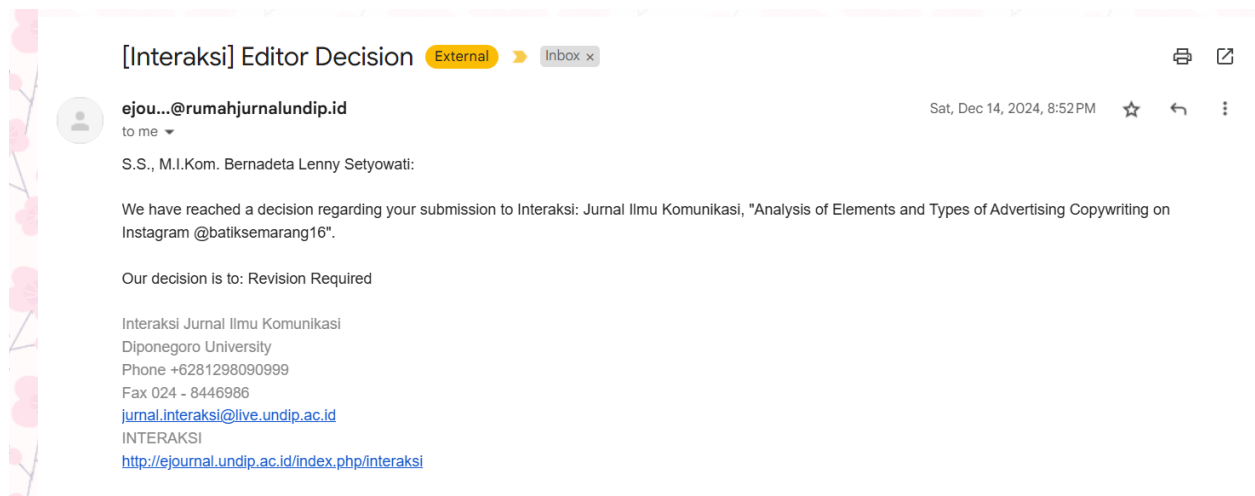 [Interaksi] Editor Decision External Inbox x
ejou...@rumahjurnalundip.id Sat, Dec 14, 2024, 8:52 PM
to me
S.S., M.I.Kom. Bernadeta Lenny Setyowati:
We have reached a decision regarding your submission to Interaksi: Jurnal Ilmu Komunikasi, "Analysis of Elements and Types of Advertising Copywriting on
Instagram @batiksemarang16".
Our decision is to: Revision Required
Interaksi Jurnal Ilmu Komunikasi
Diponegoro University
Phone +6281298090999
Fax 024 - 8446986
jurnal.interaksi@live.undip.ac.id
INTERAKSI
http://ejournal.undip.ac.id/index.php/interaksi